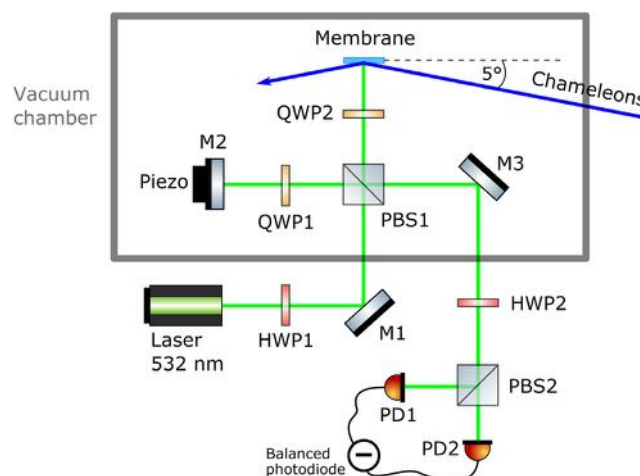 Membrane
5°
Chameleons
Vacuum
chamber
QWP2
M2
M3
Piezo
QWP1
PBS1
HWP2
Laser
532 nm
HWP1
M1
PBS2
PD1
PD2
Balanced
photodiode
−